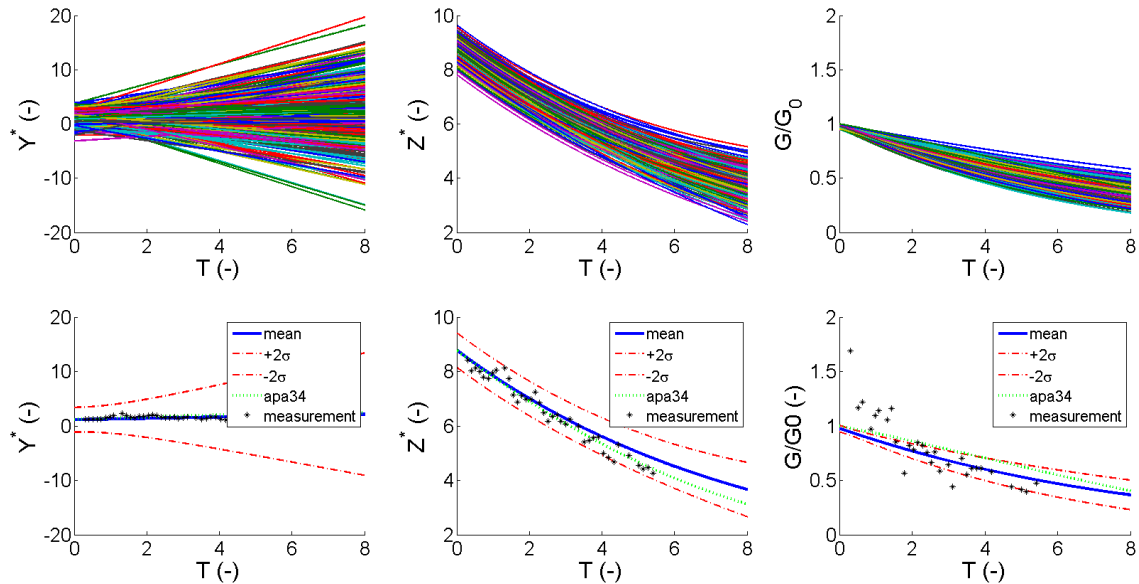 20
10
0
-10
-20
Y* (-)
0 2 4 6 8
T (-)
10
8
6
4
2
Z* (-)
0 2 4 6 8
T (-)
2
1.5
1
0.5
0
G/G0
0 2 4 6 8
T (-)
20
10
0
-10
-20
Y* (-)
0 2 4 6 8
T (-)
mean
+2σ
-2σ
apa34
measurement
10
8
6
4
2
Z* (-)
0 2 4 6 8
T (-)
mean
+2σ
-2σ
apa34
measurement
2
1.5
1
0.5
0
G/G0 (-)
0 2 4 6 8
T (-)
mean
+2σ
-2σ
apa34
measurement